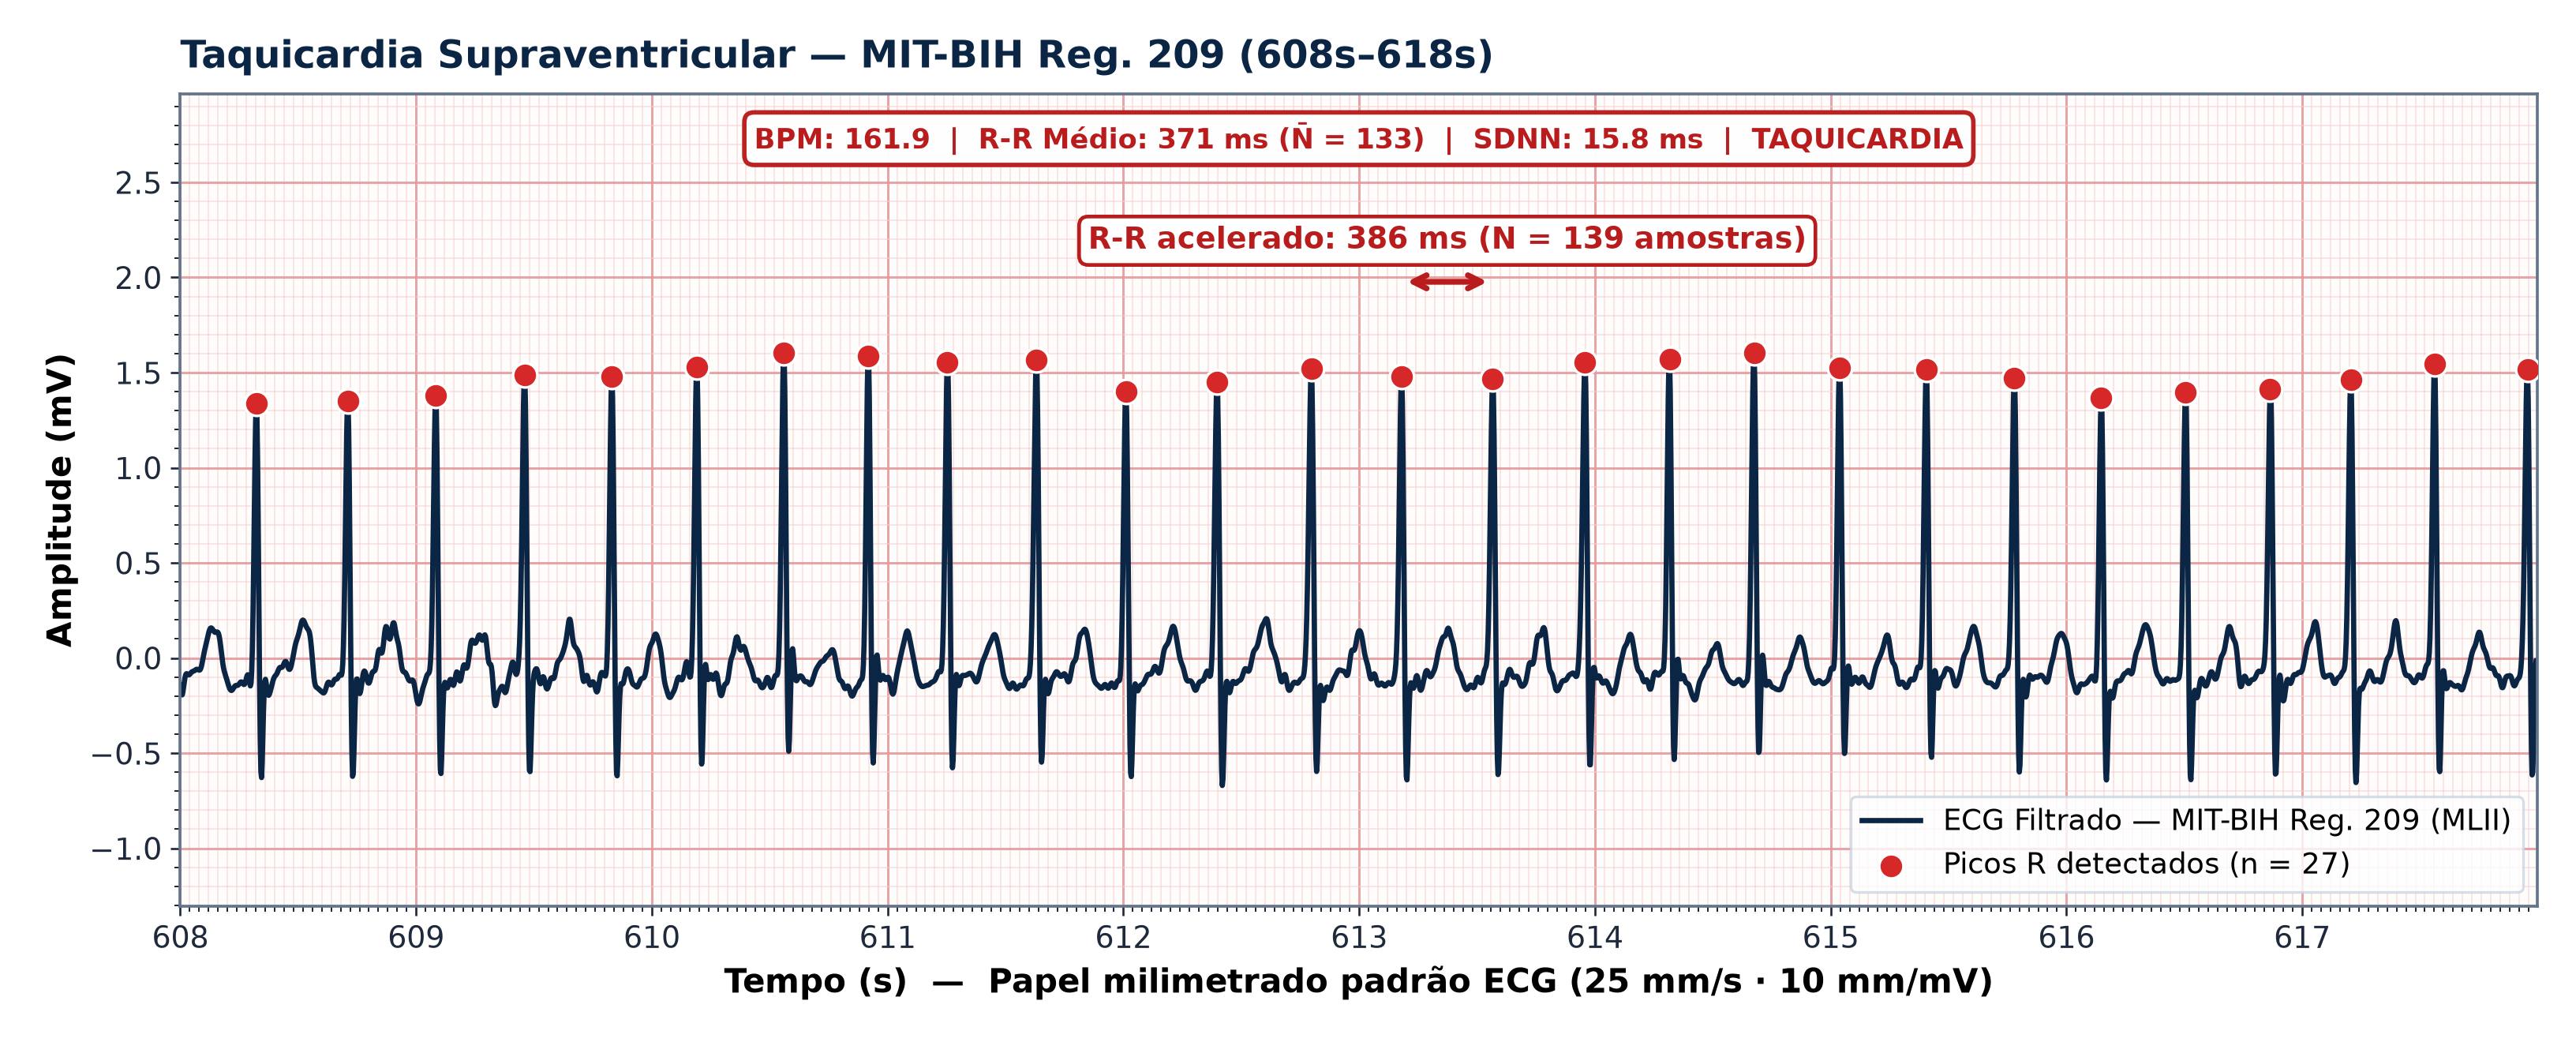 Taquicardia Supraventricular — MIT-BIH Reg. 209 (608s–618s)
BPM: 161.9 | R-R Médio: 371 ms (N̄ = 133) | SDNN: 15.8 ms | TAQUICARDIA
R-R acelerado: 386 ms (N = 139 amostras)
Amplitude (mV)
2.5
2.0
1.5
1.0
0.5
0.0
−0.5
−1.0
ECG Filtrado — MIT-BIH Reg. 209 (MLII)
Picos R detectados (n = 27)
608 609 610 611 612 613 614 615 616 617
Tempo (s) — Papel milimetrado padrão ECG (25 mm/s · 10 mm/mV)